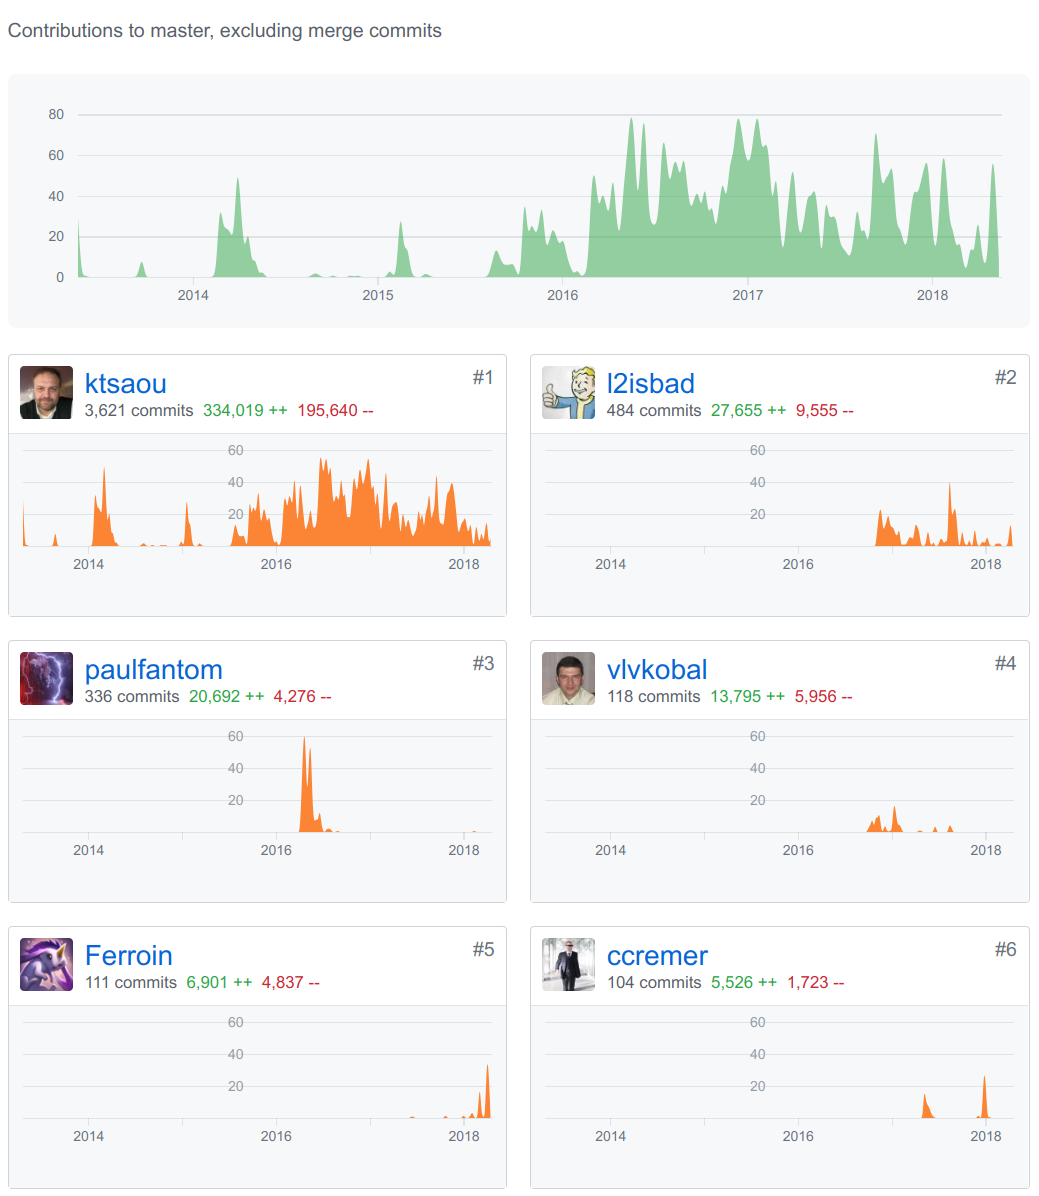 Contributions to master, excluding merge commits
80
60
40
20
0
2014 2015 2016 2017 2018
ktsaou #1
3,621 commits 334,019 ++ 195,640 --
60
40
20
2014 2016 2018
l2isbad #2
484 commits 27,655 ++ 9,555 --
60
40
20
2014 2016 2018
paulfantom #3
336 commits 20,692 ++ 4,276 --
60
40
20
2014 2016 2018
vlvkobal #4
118 commits 13,795 ++ 5,956 --
60
40
20
2014 2016 2018
Ferroin #5
111 commits 6,901 ++ 4,837 --
60
40
20
2014 2016 2018
ccremer #6
104 commits 5,526 ++ 1,723 --
60
40
20
2014 2016 2018